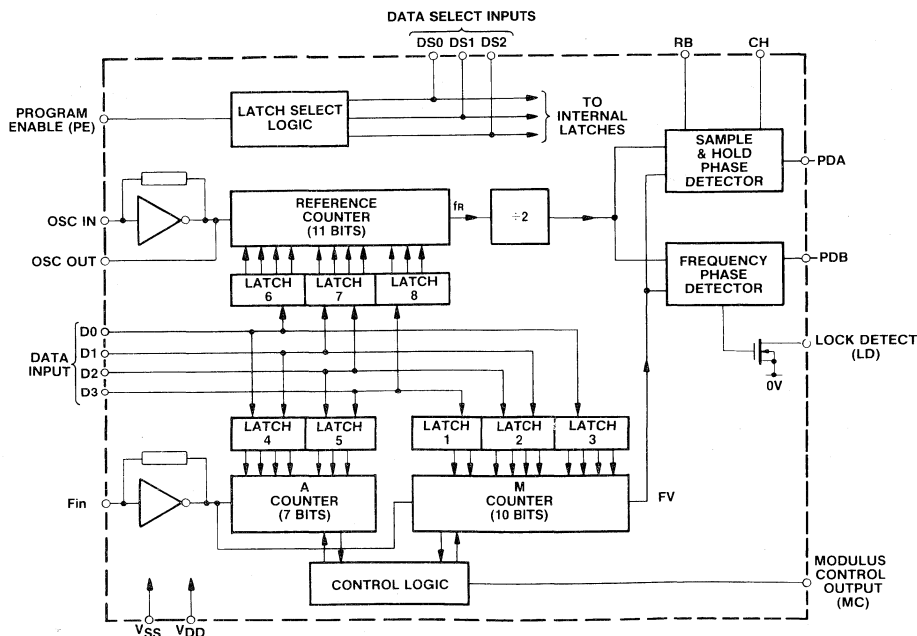 DATA SELECT INPUTS
DS0 DS1 DS2
RB
CH
PROGRAM
ENABLE (PE)
LATCH SELECT
LOGIC
TO
INTERNAL
LATCHES
SAMPLE
& HOLD
PHASE
DETECTOR
PDA
OSC IN
REFERENCE
COUNTER
(11 BITS)
fR
÷2
OSC OUT
FREQUENCY
PHASE
DETECTOR
PDB
LATCH
6
LATCH
7
LATCH
8
DATA
INPUT
D0
D1
D2
D3
LOCK DETECT
(LD)
0V
LATCH
4
LATCH
5
LATCH
1
LATCH
2
LATCH
3
Fin
A
COUNTER
(7 BITS)
M
COUNTER
(10 BITS)
FV
CONTROL LOGIC
MODULUS
CONTROL
OUTPUT
(MC)
VSS
VDD